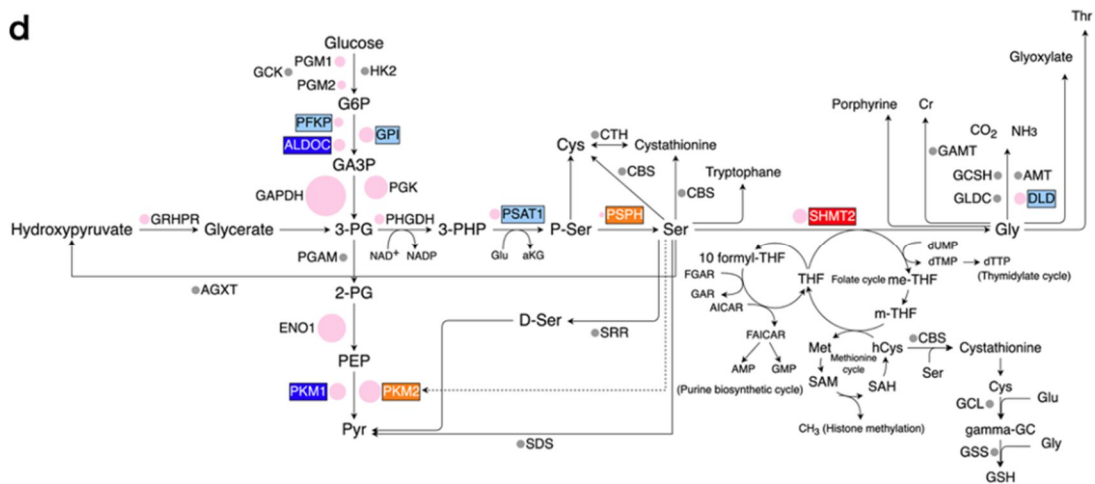 d
Thr
Glucose
Glyoxylate
PGM1
GCK
HK2
PGM2
G6P
Porphyrine
Cr
PFKP
GPI
CO2
NH3
ALDOC
CTH
Cys
Cystathionine
GAMT
GA3P
CBS
Tryptophane
GCSH
AMT
GAPDH
PGK
CBS
GLDC
DLD
GRHPR
PHGDH
PSAT1
PSPH
SHMT2
Hydroxypyruvate
Glycerate
3-PG
3-PHP
P-Ser
Ser
Gly
PGAM
NAD+
NADP
Glu
aKG
10 formyl-THF
dUMP
dTMP
dTTP
(Thymidylate cycle)
FGAR
THF
Folate cycle
me-THF
GAR
AGXT
2-PG
AICAR
m-THF
D-Ser
SRR
ENO1
FAICAR
PEP
Met
Methionine
cycle
hCys
CBS
Cystathionine
AMP
GMP
Ser
(Purine biosynthetic cycle)
SAM
SAH
PKM1
PKM2
Cys
GCL
Glu
Pyr
CH3 (Histone methylation)
gamma-GC
SDS
GSS
Gly
GSH